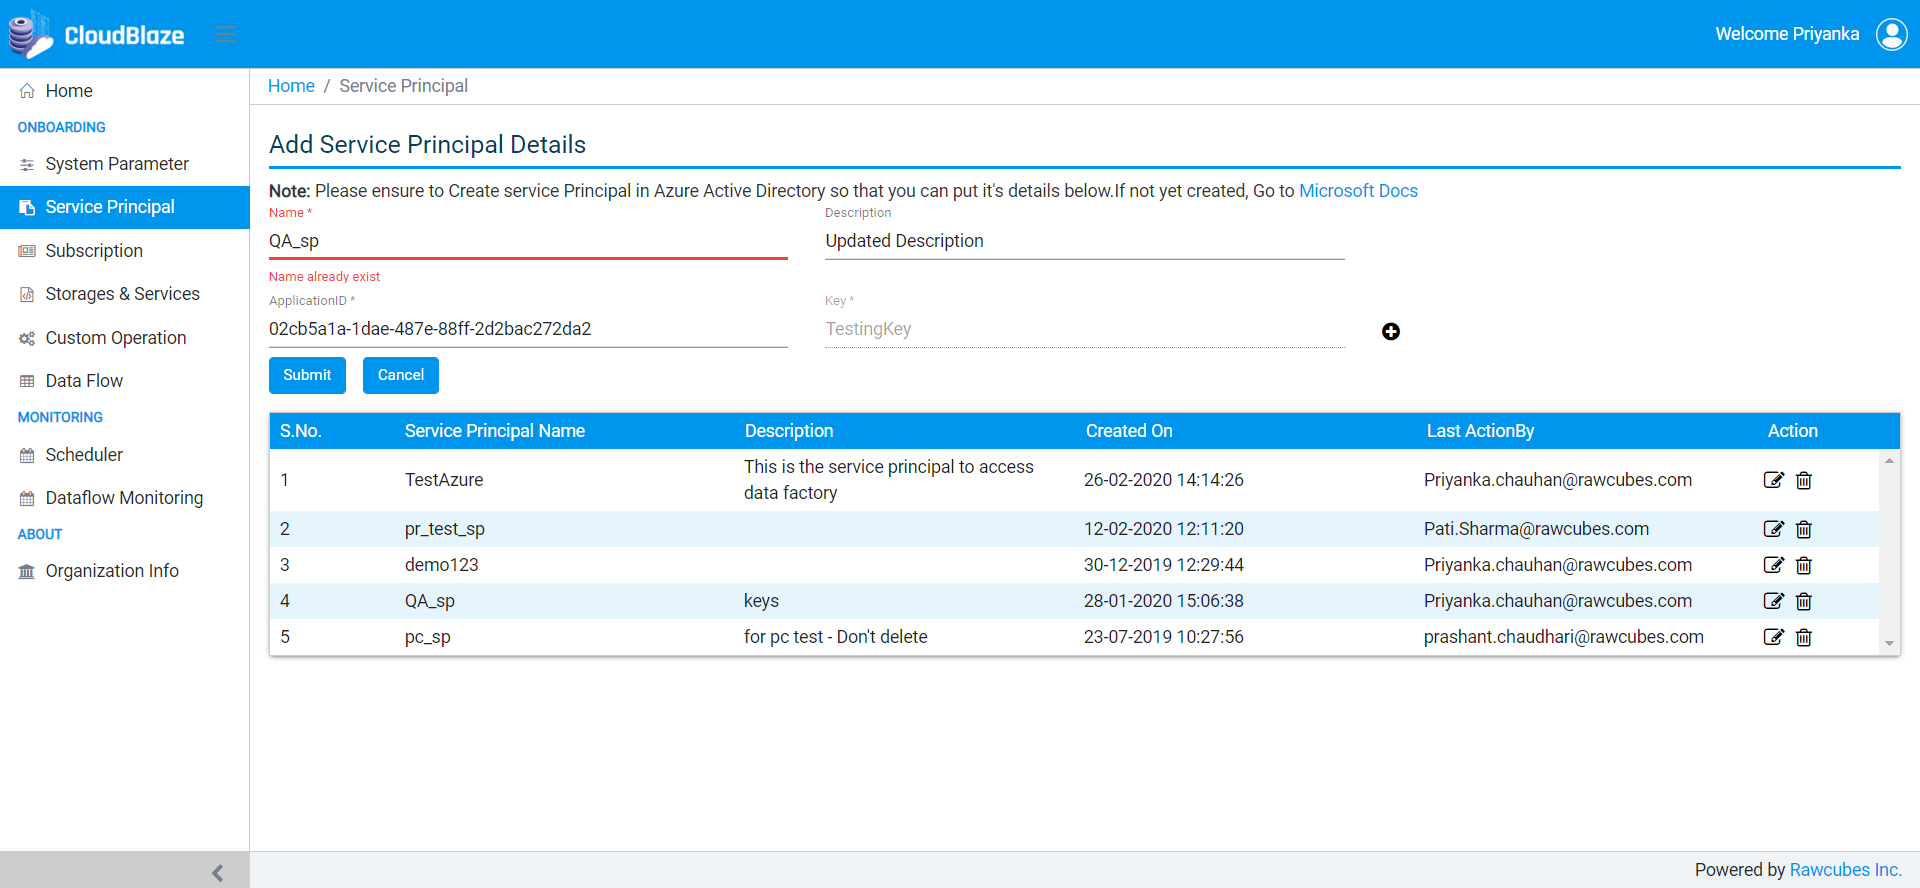 CloudBlaze
Welcome Priyanka
Home
ONBOARDING
System Parameter
Service Principal
Subscription
Storages & Services
Custom Operation
Data Flow
MONITORING
Scheduler
Dataflow Monitoring
ABOUT
Organization Info
Home / Service Principal
Add Service Principal Details
Note: Please ensure to Create service Principal in Azure Active Directory so that you can put it's details below.If not yet created, Go to Microsoft Docs
Name * Description
QA_sp Updated Description
Name already exist
ApplicationID * Key *
02cb5a1a-1dae-487e-88ff-2d2bac272da2 TestingKey
Submit Cancel
S.No. Service Principal Name Description Created On Last ActionBy Action
1 TestAzure This is the service principal to access 26-02-2020 14:14:26 Priyanka.chauhan@rawcubes.com
data factory
2 pr_test_sp 12-02-2020 12:11:20 Pati.Sharma@rawcubes.com
3 demo123 30-12-2019 12:29:44 Priyanka.chauhan@rawcubes.com
4 QA_sp keys 28-01-2020 15:06:38 Priyanka.chauhan@rawcubes.com
5 pc_sp for pc test - Don't delete 23-07-2019 10:27:56 prashant.chaudhari@rawcubes.com
Powered by Rawcubes Inc.